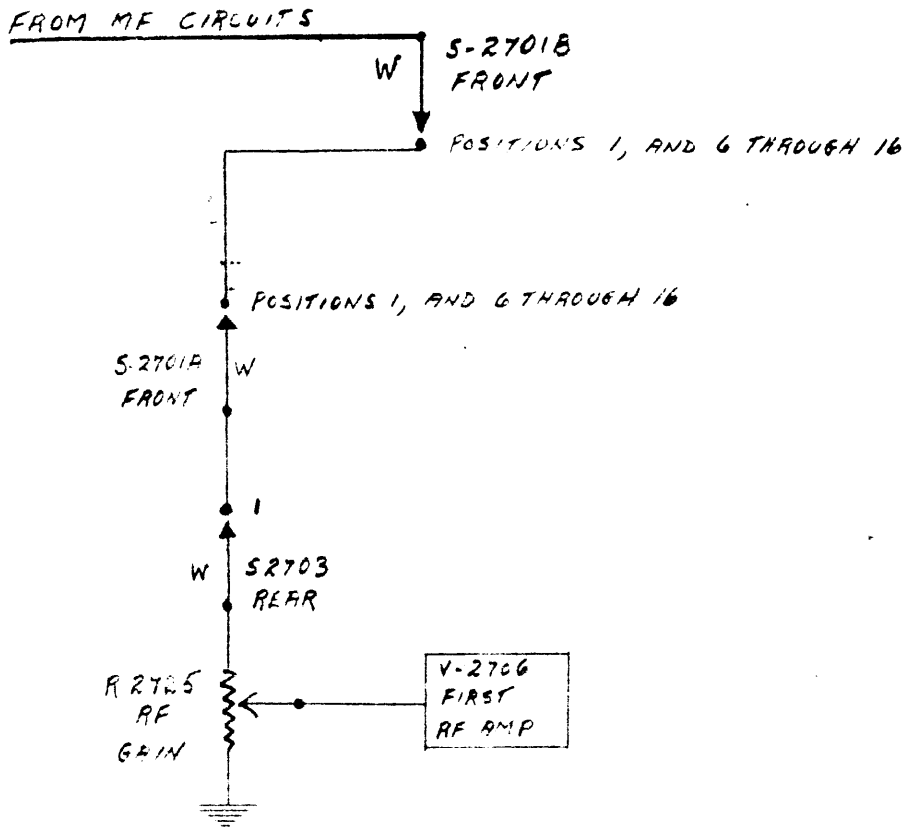 FROM MF CIRCUITS
W
S-2701B
FRONT
POSITIONS 1, AND 6 THROUGH 16
POSITIONS 1, AND 6 THROUGH 16
S-2701A
FRONT
W
1
W
S2703
REAR
R 2725
RF
GAIN
V-2706
FIRST
RF AMP